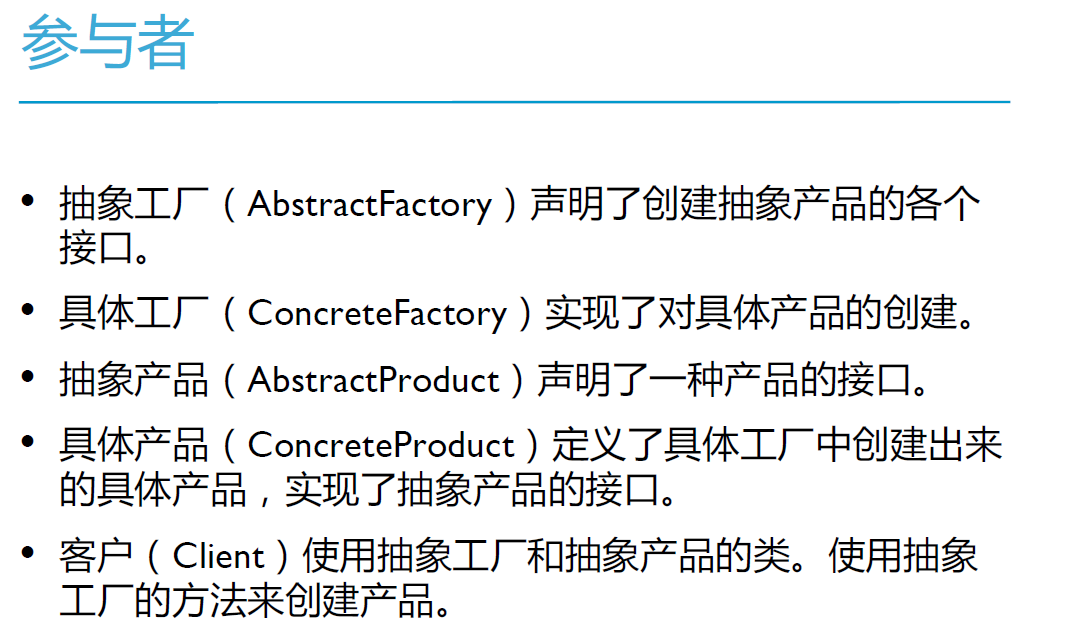 参与者
• 抽象工厂（AbstractFactory）声明了创建抽象产品的各个
接口。
• 具体工厂（ConcreteFactory）实现了对具体产品的创建。
• 抽象产品（AbstractProduct）声明了一种产品的接口。
• 具体产品（ConcreteProduct）定义了具体工厂中创建出来
的具体产品，实现了抽象产品的接口。
• 客户（Client）使用抽象工厂和抽象产品的类。使用抽象
工厂的方法来创建产品。